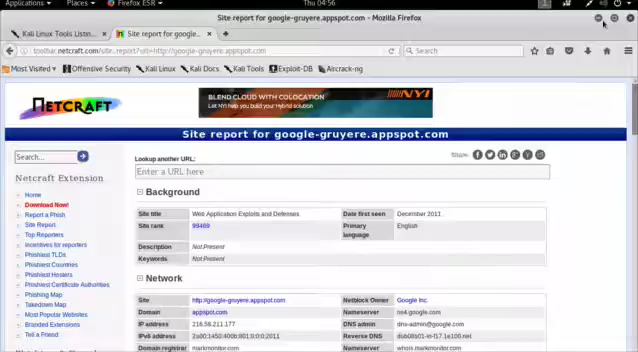 Applications Places Firefox ESR Thu 04:56 1
Site report for google-gruyere.appspot.com - Mozilla Firefox
Kali Linux Tools Listin... Site report for google-g...
toolbar.netcraft.com/site_report?url=http://google-gruyere.appspot.com Search
Most Visited Offensive Security Kali Linux Kali Docs Kali Tools Exploit-DB Aircrack-ng
NETCRAFT
BLEND CLOUD WITH COLOCATION
Let NYI help you build your Hybrid solution
NYI
Site report for google-gruyere.appspot.com
Search...
Share:
Lookup another URL:
Enter a URL here
Netcraft Extension
Home
Download Now!
Report a Phish
Site Report
Top Reporters
Incentives for reporters
Phishiest TLDs
Phishiest Countries
Phishiest Hosters
Phishiest Certificate Authorities
Phishing Map
Takedown Map
Most Popular Websites
Branded Extensions
Tell a Friend
Background
Site title Web Application Exploits and Defenses Date first seen December 2011
Site rank 99469 Primary language English
Description Not Present
Keywords Not Present
Network
Site http://google-gruyere.appspot.com Netblock Owner Google Inc.
Domain appspot.com Nameserver ns4.google.com
IP address 216.58.211.177 DNS admin dns-admin@google.com
IPv6 address 2a00:1450:400b:801:0:0:0:2011 Reverse DNS dub08s01-in-f17.1e100.net
Domain registrar markmonitor.com Nameserver whois.markmonitor.com